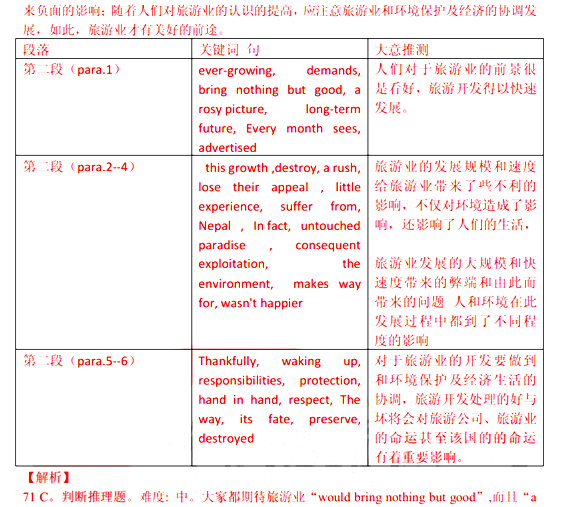 来负面的影响；随着人们对旅游业的认识的提高，应注意旅游业和环境保护及经济的协调发
展，如此，旅游业才有美好的前途。
段落 关键词 句 大意推测
第二段（para.1）
ever-growing, demands,
bring nothing but good, a
rosy picture, long-term
future, Every month sees,
advertised
人们对于旅游业的前景很
是看好，旅游开发得以快速
发展。
第二段（para.2--4）
this growth ,destroy, a rush,
lose their appeal , little
experience, suffer from,
Nepal , In fact, untouched
paradise , consequent
exploitation, the
environment, makes way
for, wasn't happier
旅游业的发展规模和速度
给旅游业带来了些不利的
影响，不仅对环境造成了影
响，还影响了人们的生活，
旅游业发展的大规模和快
速度带来的弊端和由此而
带来的问题 人和环境在此
发展过程中都到了不同程
度的影响
第二段（para.5--6）
Thankfully, waking up,
responsibilities, protection,
hand in hand, respect, The
way, its fate, preserve,
destroyed
对于旅游业的开发要做到
和环境保护及经济生活的
协调，旅游开发处理的好与
坏将会对旅游公司、旅游业
的命运甚至该国的的命运
有着重要影响。
【解析】
71 C。判断推理题。难度：中。大家都期待旅游业“would bring nothing but good”,而且“a